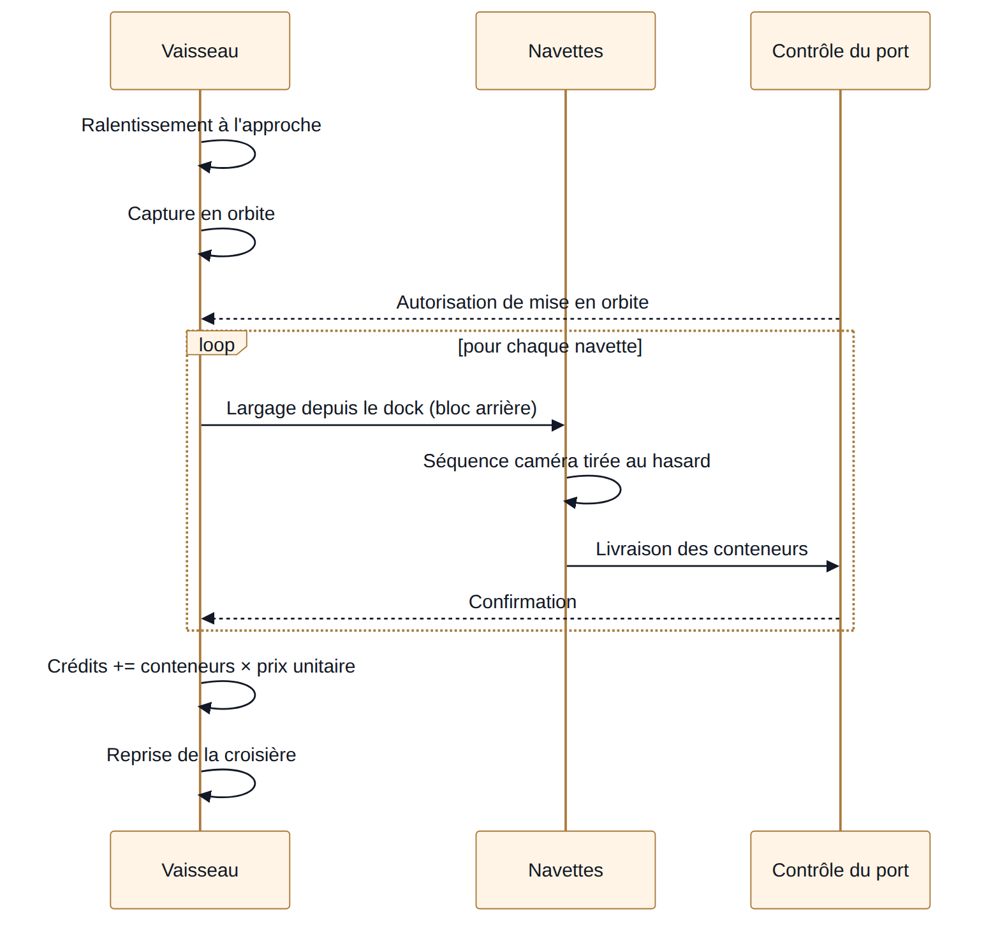 Vaisseau
Navettes
Contrôle du port
Ralentissement à l'approche
Capture en orbite
Autorisation de mise en orbite
loop
[pour chaque navette]
Largage depuis le dock (bloc arrière)
Séquence caméra tirée au hasard
Livraison des conteneurs
Confirmation
Crédits += conteneurs × prix unitaire
Reprise de la croisière
Vaisseau
Navettes
Contrôle du port